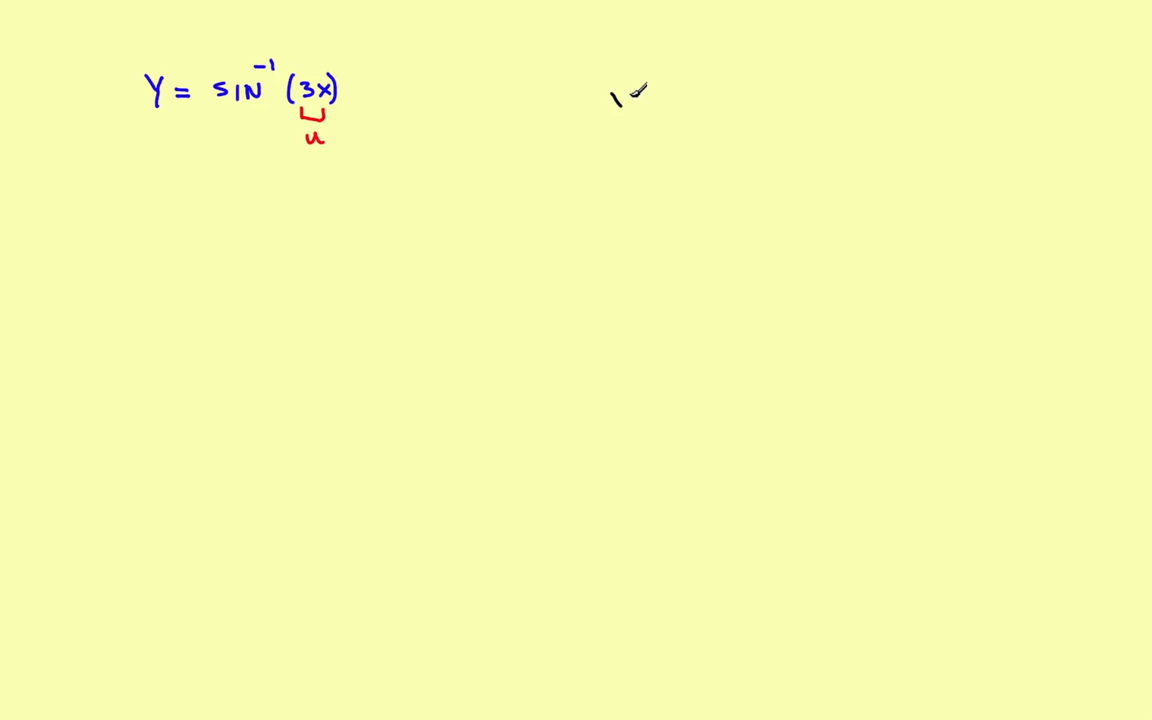 Y = SIN⁻¹ (3x)
u